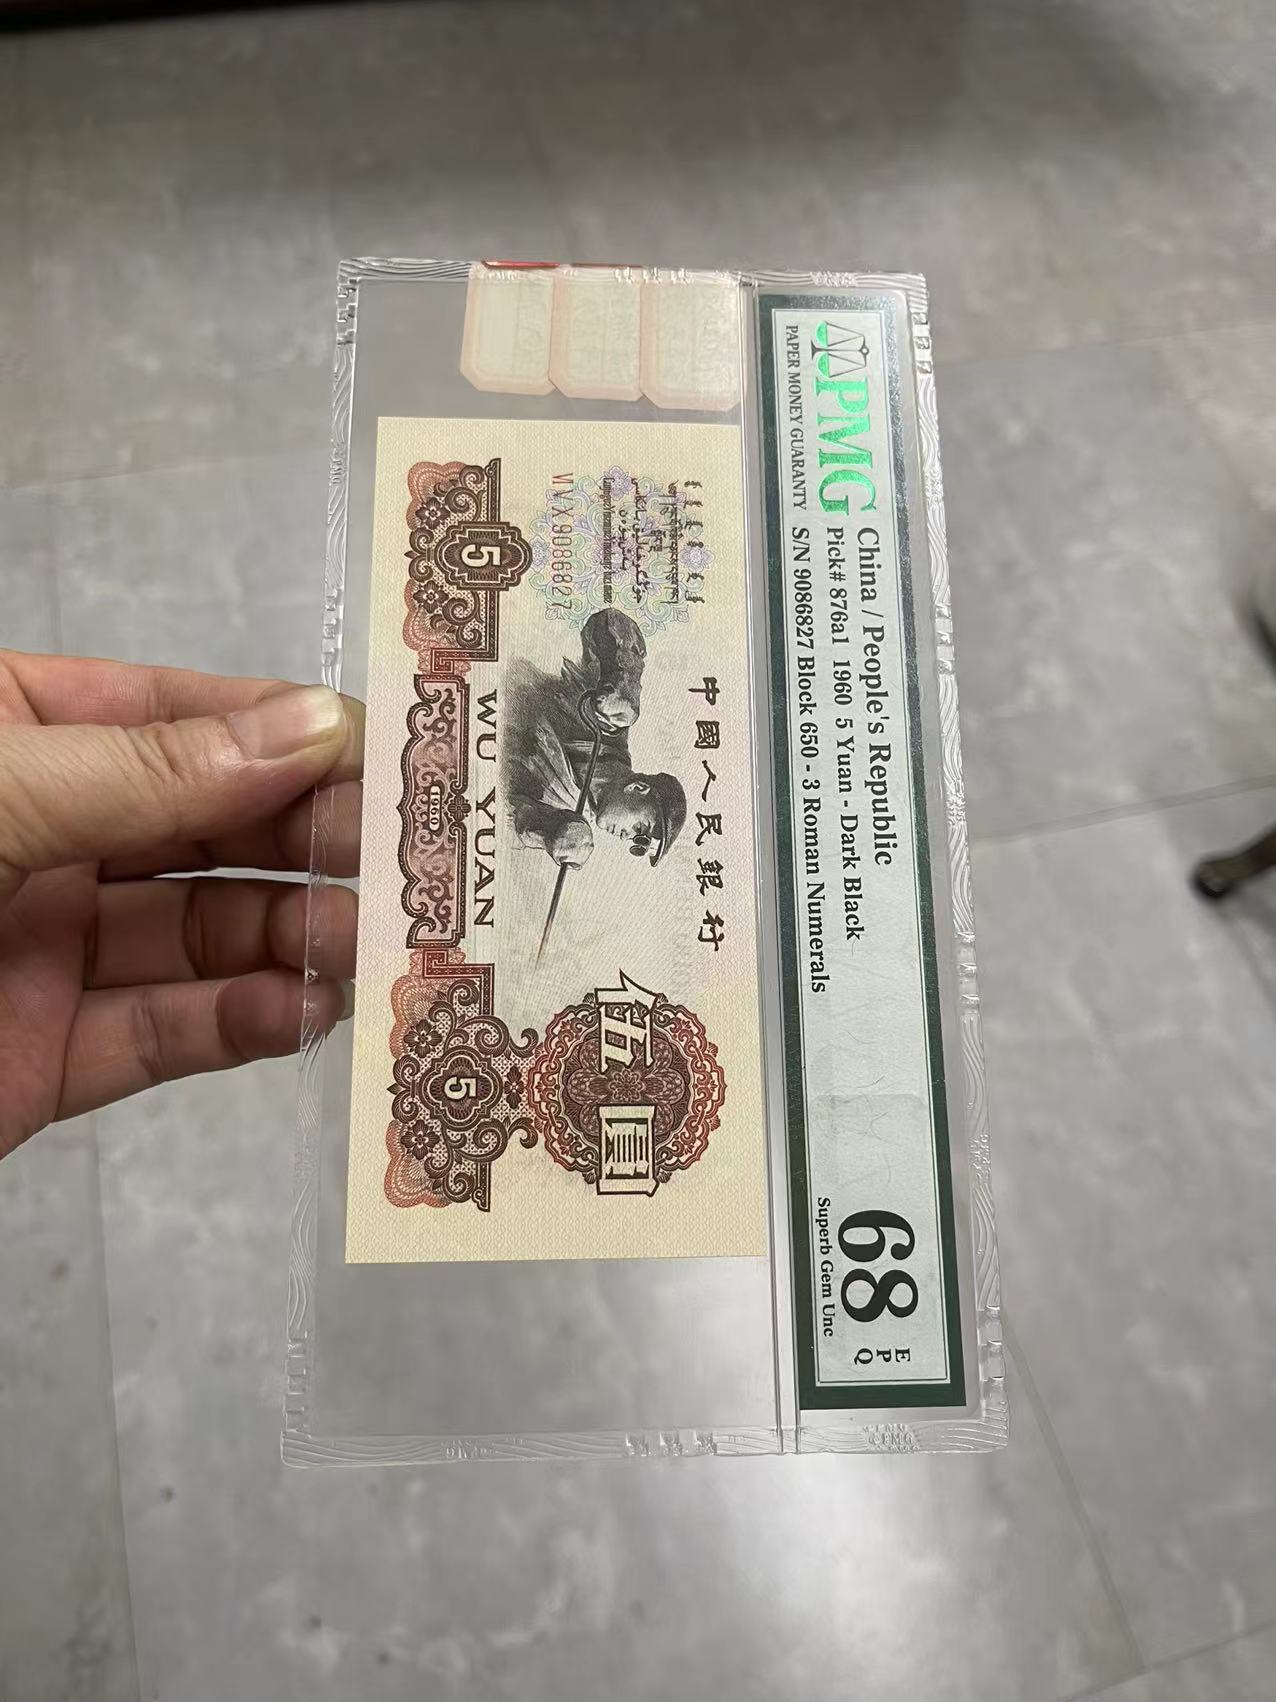 PMG
PAPER MONEY GUARANTY
China / People's Republic
Pick# 876a1 1960 5 Yuan - Dark Black
S/N 9086827 Block 650 - 3 Roman Numerals
68
E
P
Q
Superb Gem Unc
中國人民銀行
9086827
伍圓
WU YUAN
5
1960
5